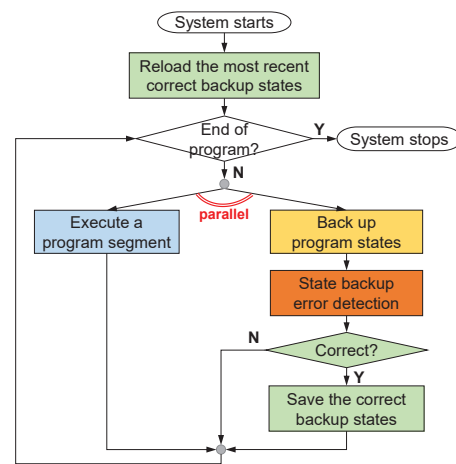 System starts
Reload the most recent
correct backup states
End of
program?
Y
System stops
N
parallel
Execute a
program segment
Back up
program states
State backup
error detection
N
Correct?
Y
Save the correct
backup states